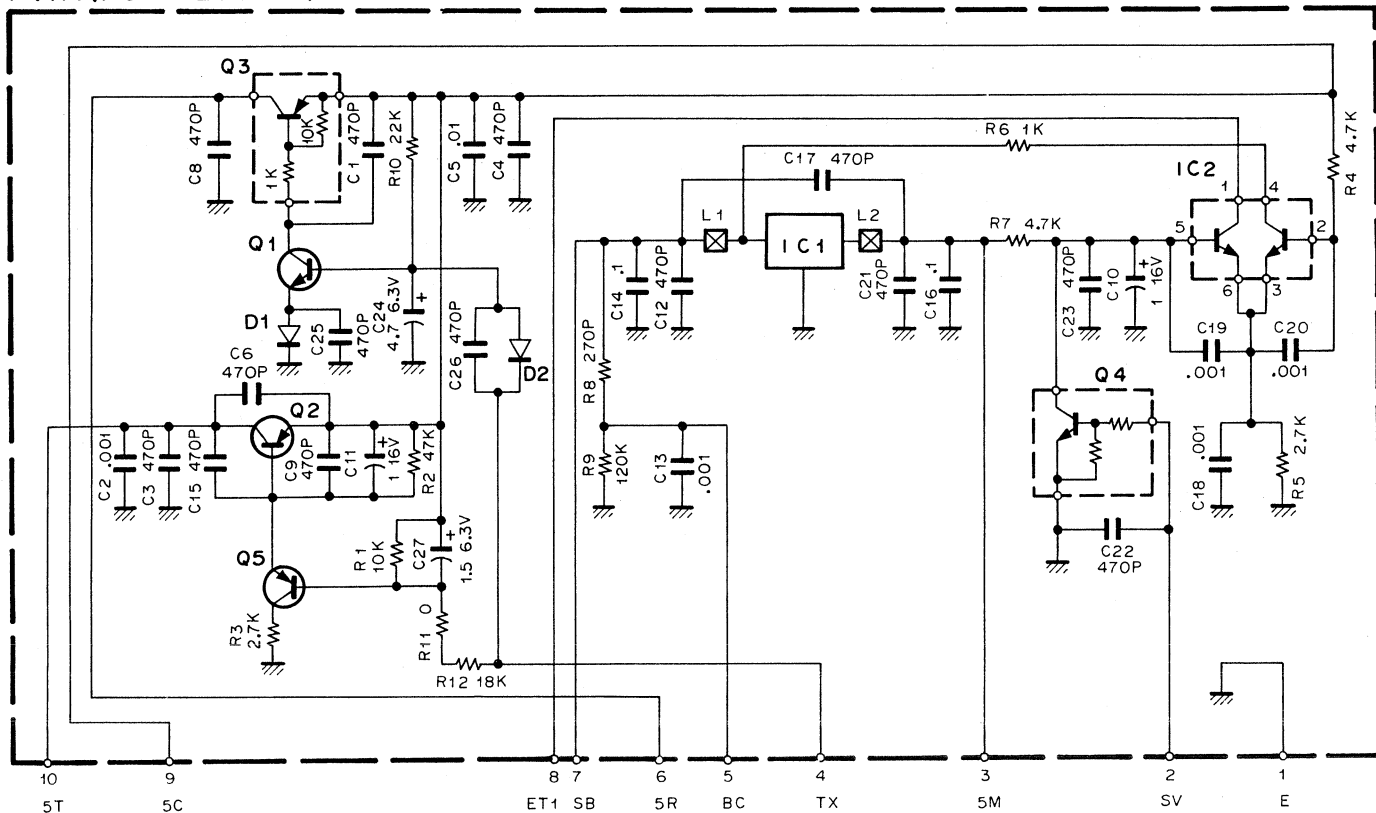 Q3
C8 470P
10K
1K
C1 470P
R10 22K
C5 .01
C4 470P
Q1
D1
C25 470P
C24 4.7 6.3V
+
C26 470P
D2
C6
470P
Q2
C2 .001
C3 470P
C15 470P
C9 470P
C11 1 16V
+
R2 47K
Q5
R3 2.7K
R1 10K
C27 1.5 6.3V
+
R11 0
R12 18K
R6 1K
C17 470P
L1
IC1
L2
R7 4.7K
C14 .1
C12 470P
C21 470P
C16 .1
R8 270P
R9 120K
C13 .001
IC2
1 4
5 2
6 3
R4 4.7K
C23 470P
C10 1 16V
+
C19
.001
C20
.001
Q4
C22
470P
C18 .001
R5 2.7K
10 9 8 7 6 5 4 3 2 1
5T 5C ET1 SB 5R BC TX 5M SV E